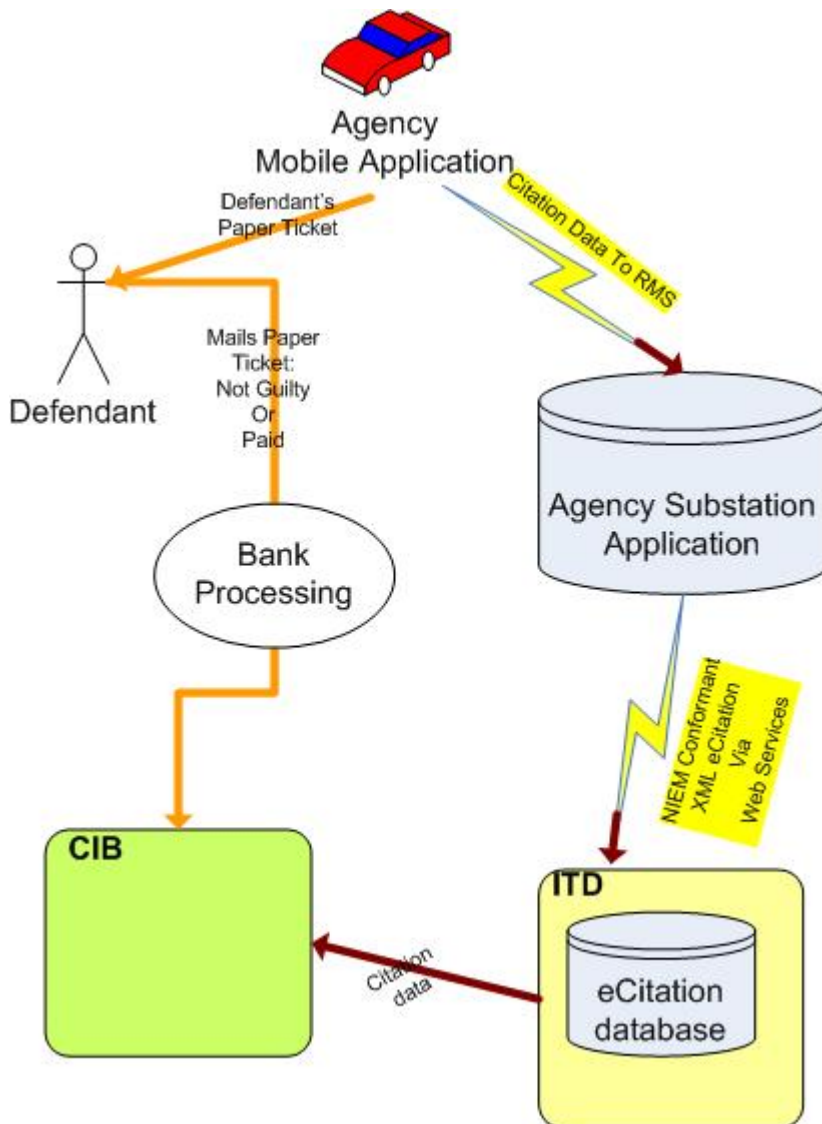 Agency
Mobile Application
Defendant's
Paper Ticket
Citation Data To RMS
Mails Paper
Ticket:
Not Guilty
Or
Paid
Defendant
Agency Substation
Application
Bank
Processing
NIEM Conformant
XML eCitation
Via
Web Services
CIB
ITD
Citation
data
eCitation
database